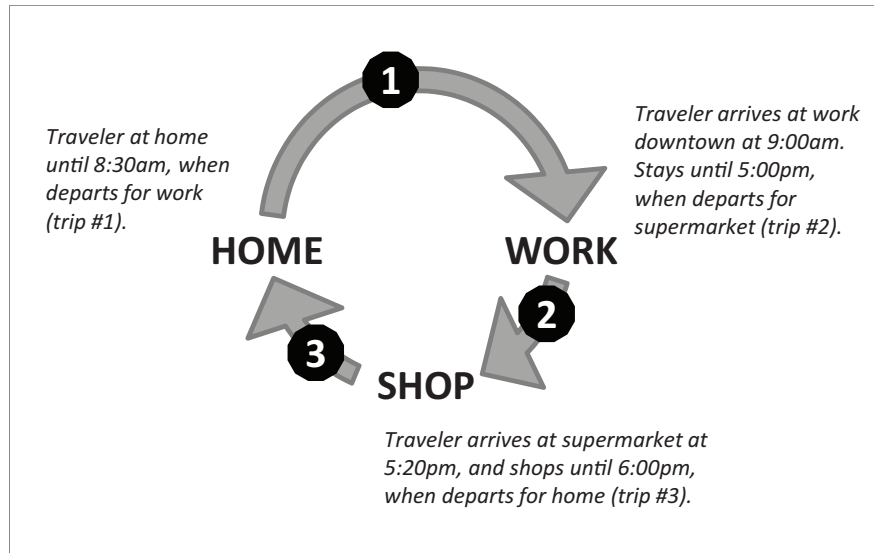 1
Traveler at home
until 8:30am, when
departs for work
(trip #1).
Traveler arrives at work
downtown at 9:00am.
Stays until 5:00pm,
when departs for
supermarket (trip #2).
HOME
WORK
2
3
SHOP
Traveler arrives at supermarket at
5:20pm, and shops until 6:00pm,
when departs for home (trip #3).